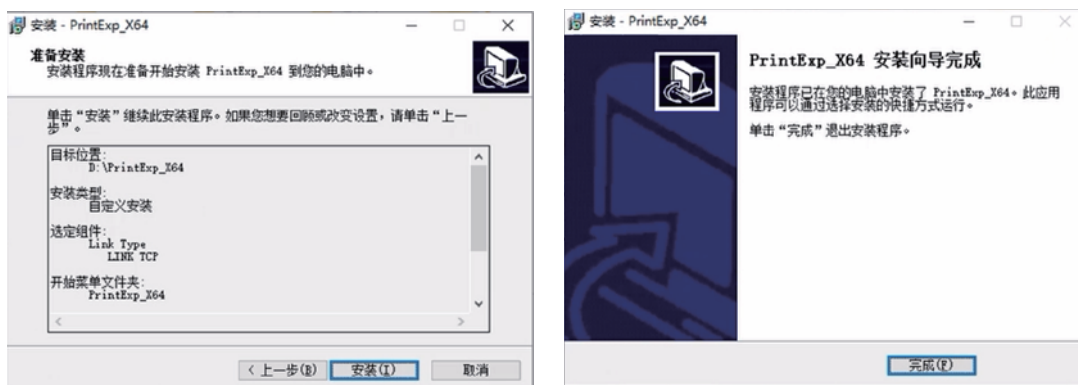 安装 - PrintExp_X64
准备安装
安装程序现在准备开始安装 PrintExp_X64 到您的电脑中。
单击“安装”继续此安装程序。如果您想要回顾或改变设置，请单击“上一
步”。
目标位置:
D:\PrintExp_X64
安装类型:
自定义安装
选定组件:
Link Type
LINK TCP
开始菜单文件夹:
PrintExp_X64
< 上一步(B)
安装(I)
取消
安装 - PrintExp_X64
PrintExp_X64 安装向导完成
安装程序已在您的电脑中安装了 PrintExp_X64。此应用
程序可以通过选择安装的快捷方式运行。
单击“完成”退出安装程序。
完成(F)